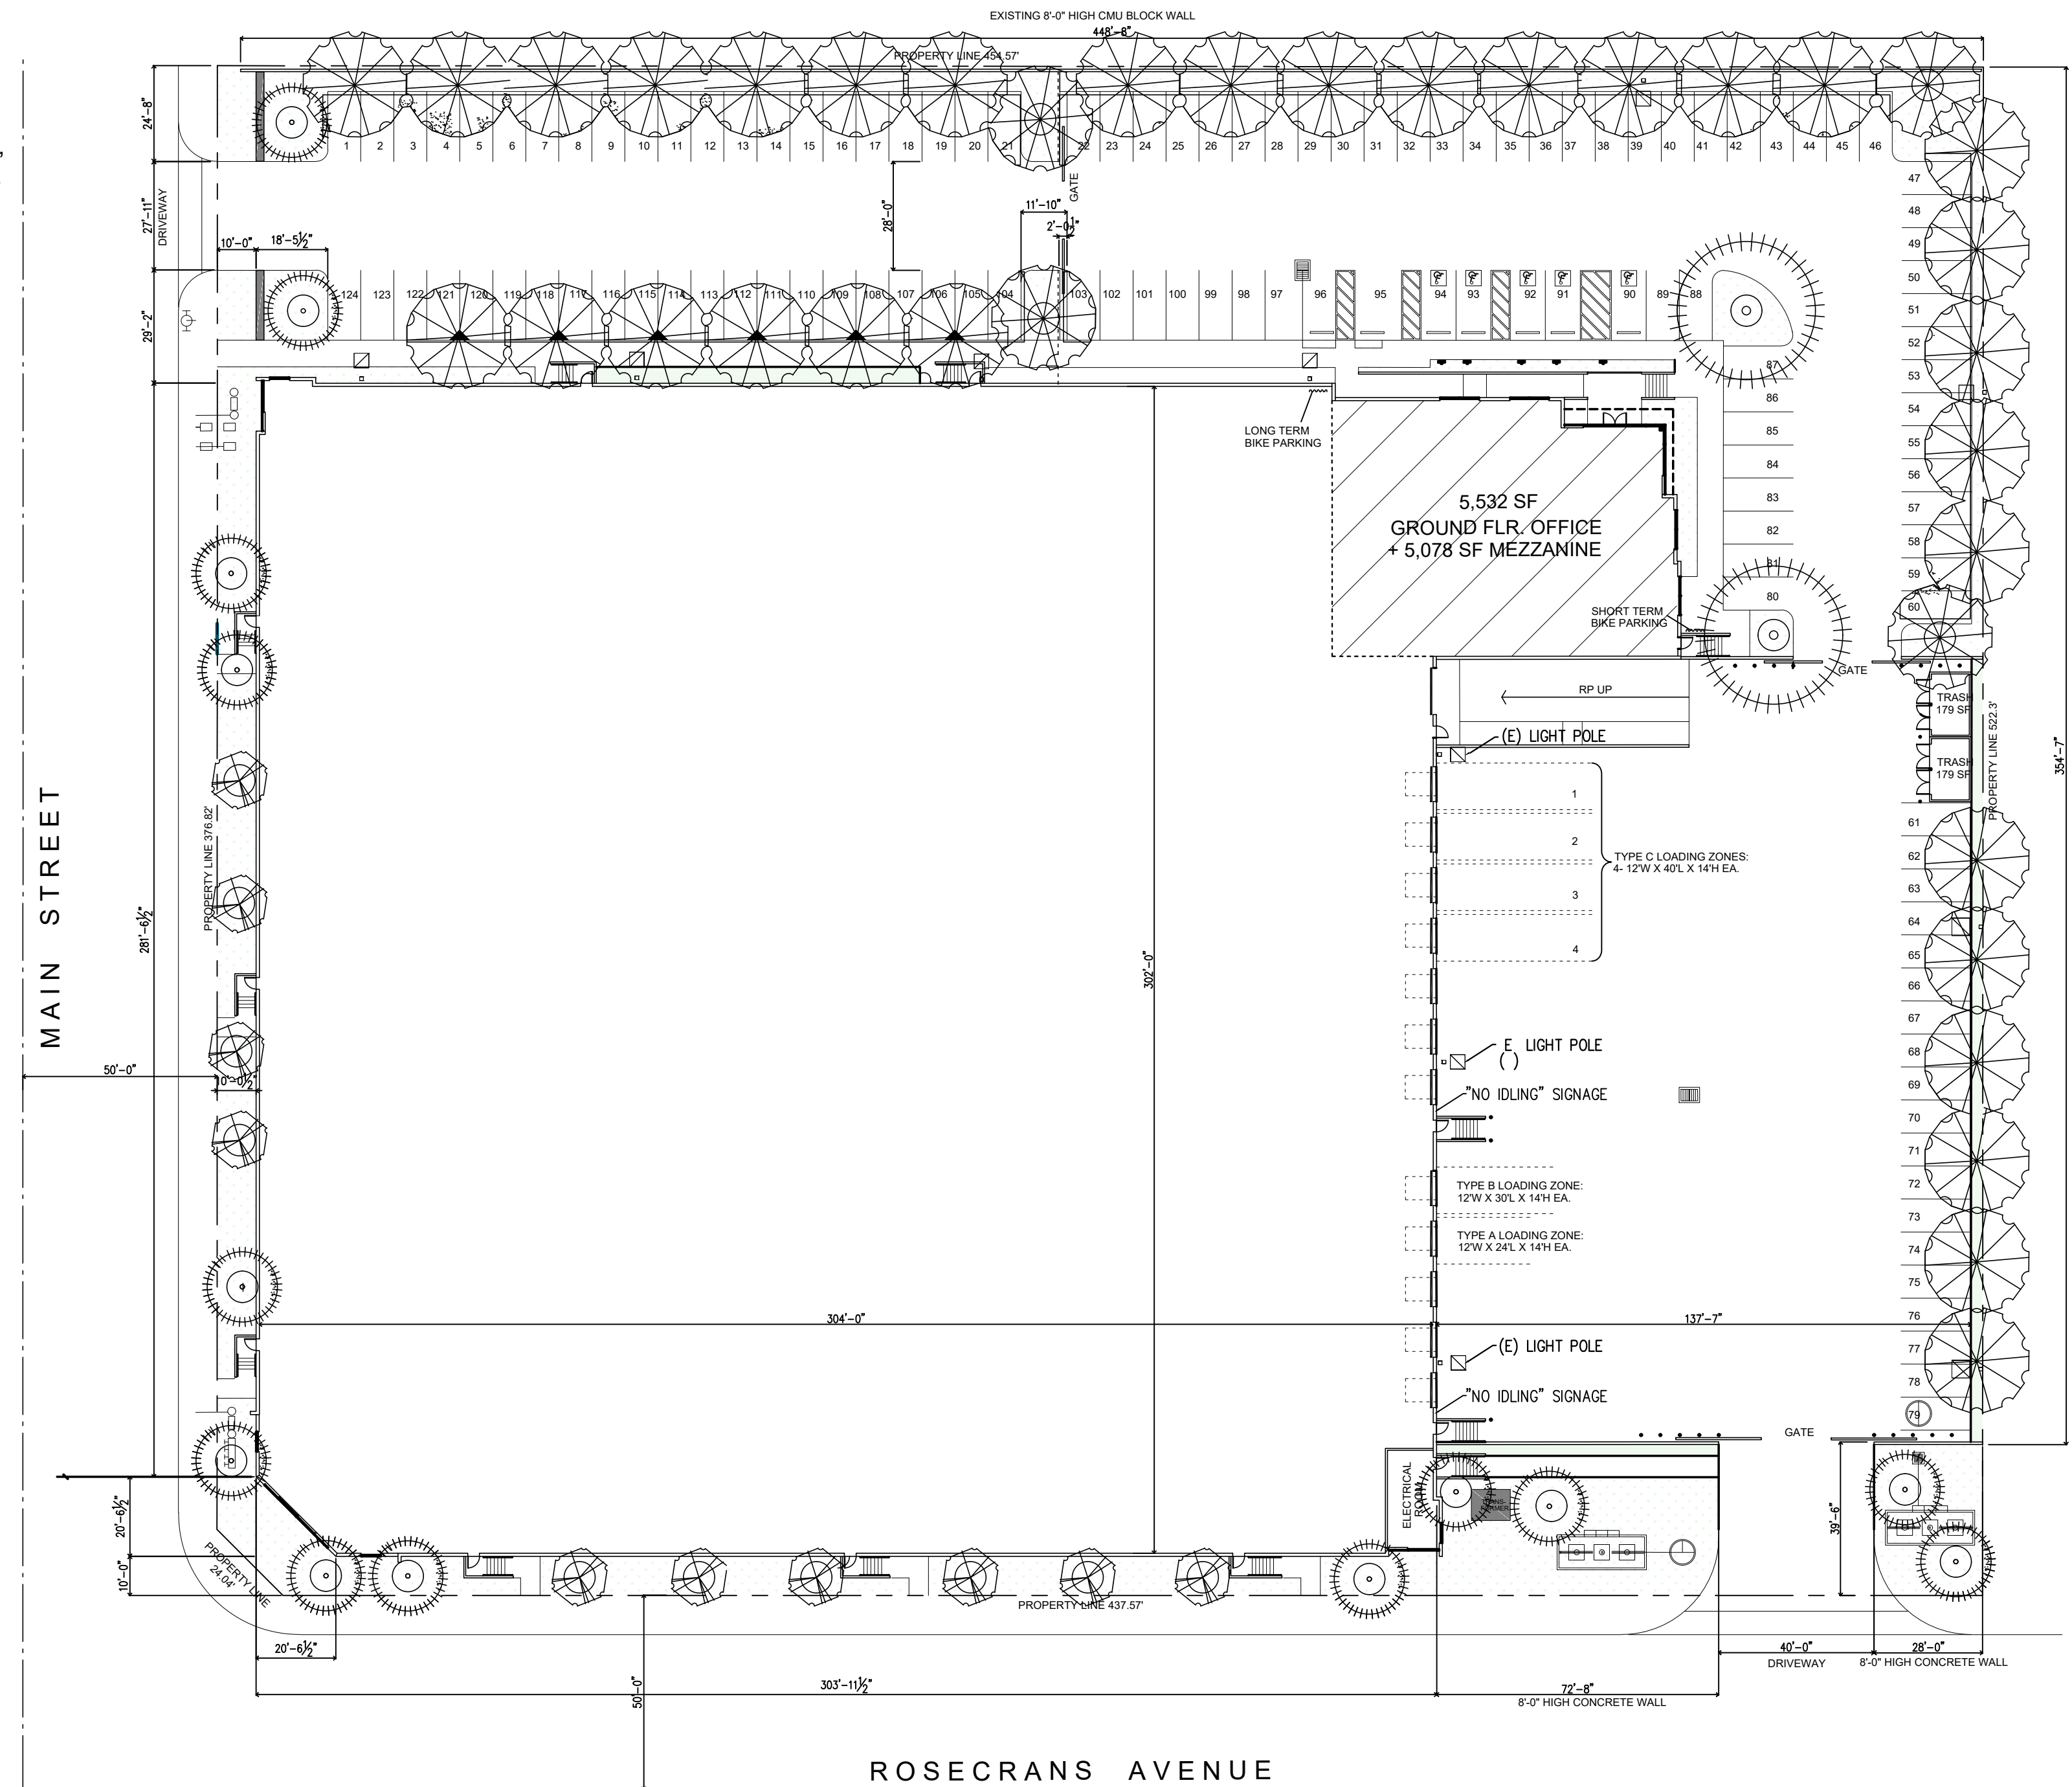 EXISTING 8'-0" HIGH CMU BLOCK WALL
448'-8"
PROPERTY LINE 454.57'
24'-8"
1 2 3 4 5 6 7 8 9 10 11 12 13 14 15 16 17 18 19 20 21 22 23 24 25 26 27 28 29 30 31 32 33 34 35 36 37 38 39 40 41 42 43 44 45 46
27'-11"
DRIVEWAY
28'-0"
GATE
11'-10"
2'-0½"
10'-0"
18'-5½"
29'-2"
124 123 122 121 120 119 118 117 116 115 114 113 112 111 110 109 108 107 106 105 104 103 102 101 100 99 98 97 96 95 94 93 92 91 90 89 88
47
48
49
50
51
52
53
54
55
56
57
58
59
60
87
86
85
84
83
82
81
80
LONG TERM
BIKE PARKING
5,532 SF
GROUND FLR. OFFICE
+ 5,078 SF MEZZANINE
SHORT TERM
BIKE PARKING
GATE
RP UP
TRASH
179 SF
TRASH
179 SF
PROPERTY LINE 522.3'
354'-7"
(E) LIGHT POLE
1
2
3
4
TYPE C LOADING ZONES:
4- 12'W X 40'L X 14'H EA.
MAIN STREET
PROPERTY LINE 376.82'
281'-6½"
302'-0"
50'-0"
10'-0½"
E LIGHT POLE
( )
"NO IDLING" SIGNAGE
61
62
63
64
65
66
67
68
69
70
71
72
73
74
75
76
77
78
79
TYPE B LOADING ZONE:
12'W X 30'L X 14'H EA.
TYPE A LOADING ZONE:
12'W X 24'L X 14'H EA.
304'-0"
137'-7"
(E) LIGHT POLE
"NO IDLING" SIGNAGE
GATE
ELECTRICAL
ROOM
39'-6"
20'-6½"
10'-0"
PROPERTY LINE
24.04'
PROPERTY LINE 437.57'
20'-6½"
303'-11½"
50'-0"
72'-8"
8'-0" HIGH CONCRETE WALL
40'-0"
DRIVEWAY
28'-0"
8'-0" HIGH CONCRETE WALL
ROSECRANS AVENUE